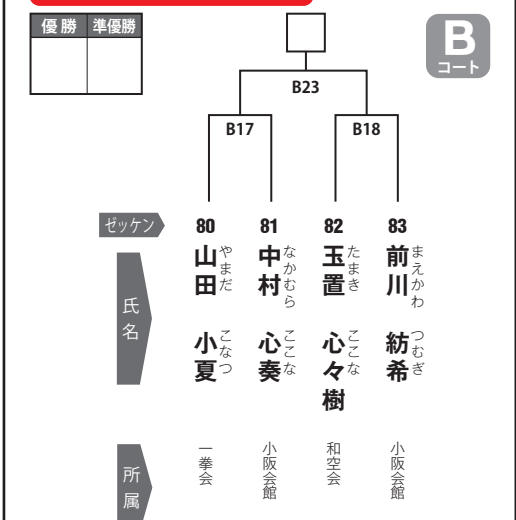 優勝 準優勝
B
コート
B23
B17 B18
ゼッケン 80 81 82 83
氏名
山田 小夏 やまだ こなつ
中村 心奏 なかむら ここな
玉置 心々樹 たまき ここな
前川 紡希 まえかわ つむぎ
所属
一拳会
小阪会館
和空会
小阪会館